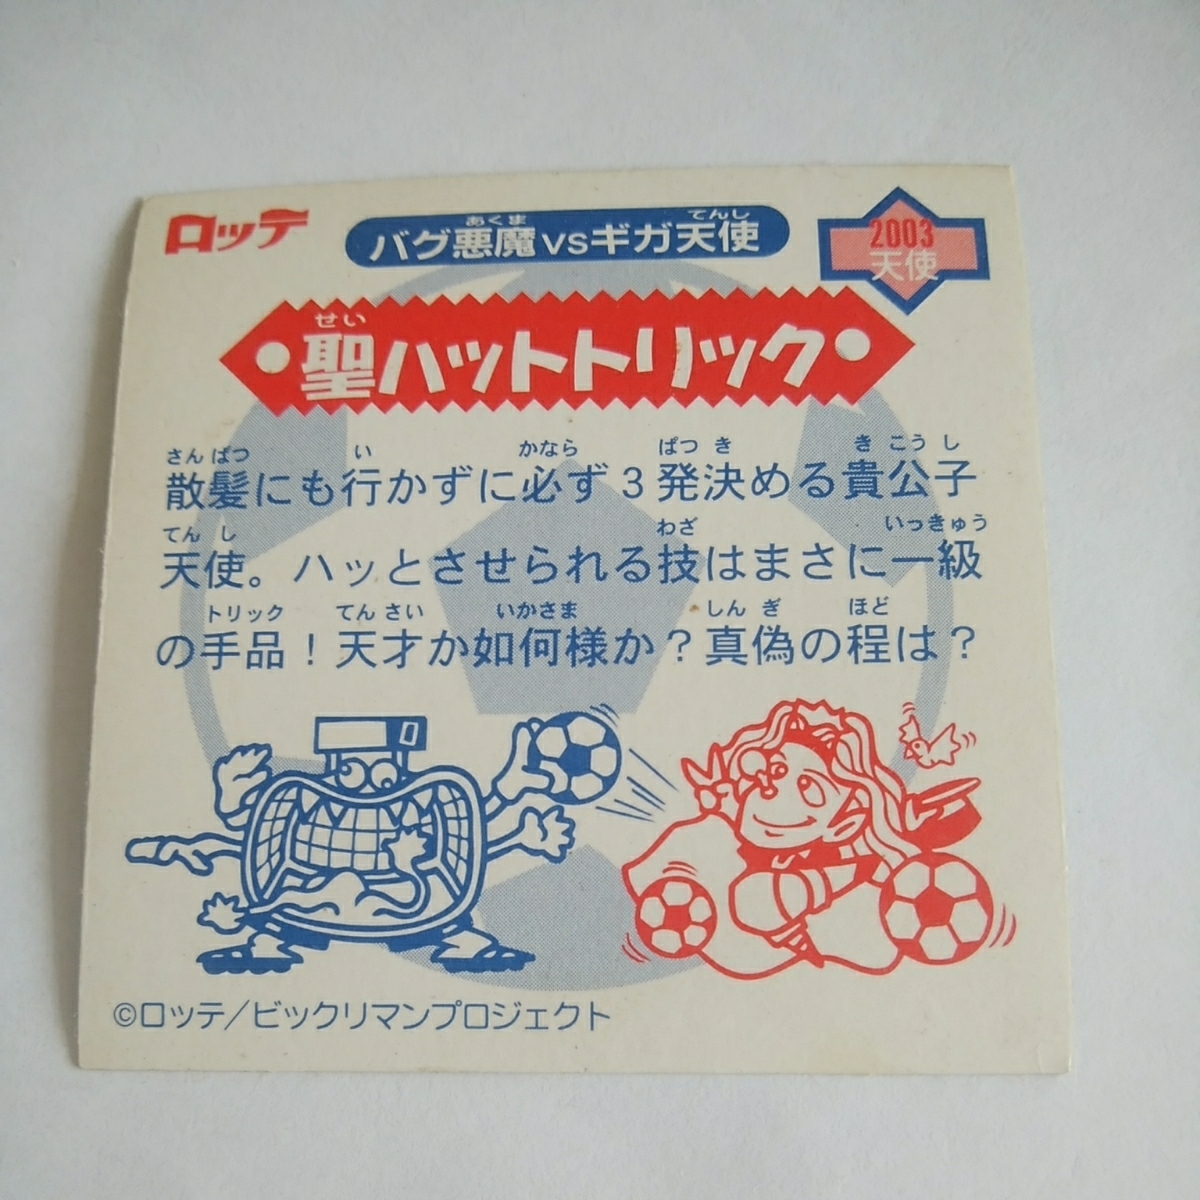 ロッテ
バグ悪魔vsギガ天使
あくま
てんし
2003
天使
せい
聖ハットトリック
さんぱつ い かなら ぱつ き き こう し
散髪にも行かずに必ず3発決める貴公子
てん し わざ いっきゅう
天使。ハッとさせられる技はまさに一級
トリック てん さい いかさま しん ぎ ほど
の手品!天才か如何様か?真偽の程は?
©ロッテ/ビックリマンプロジェクト